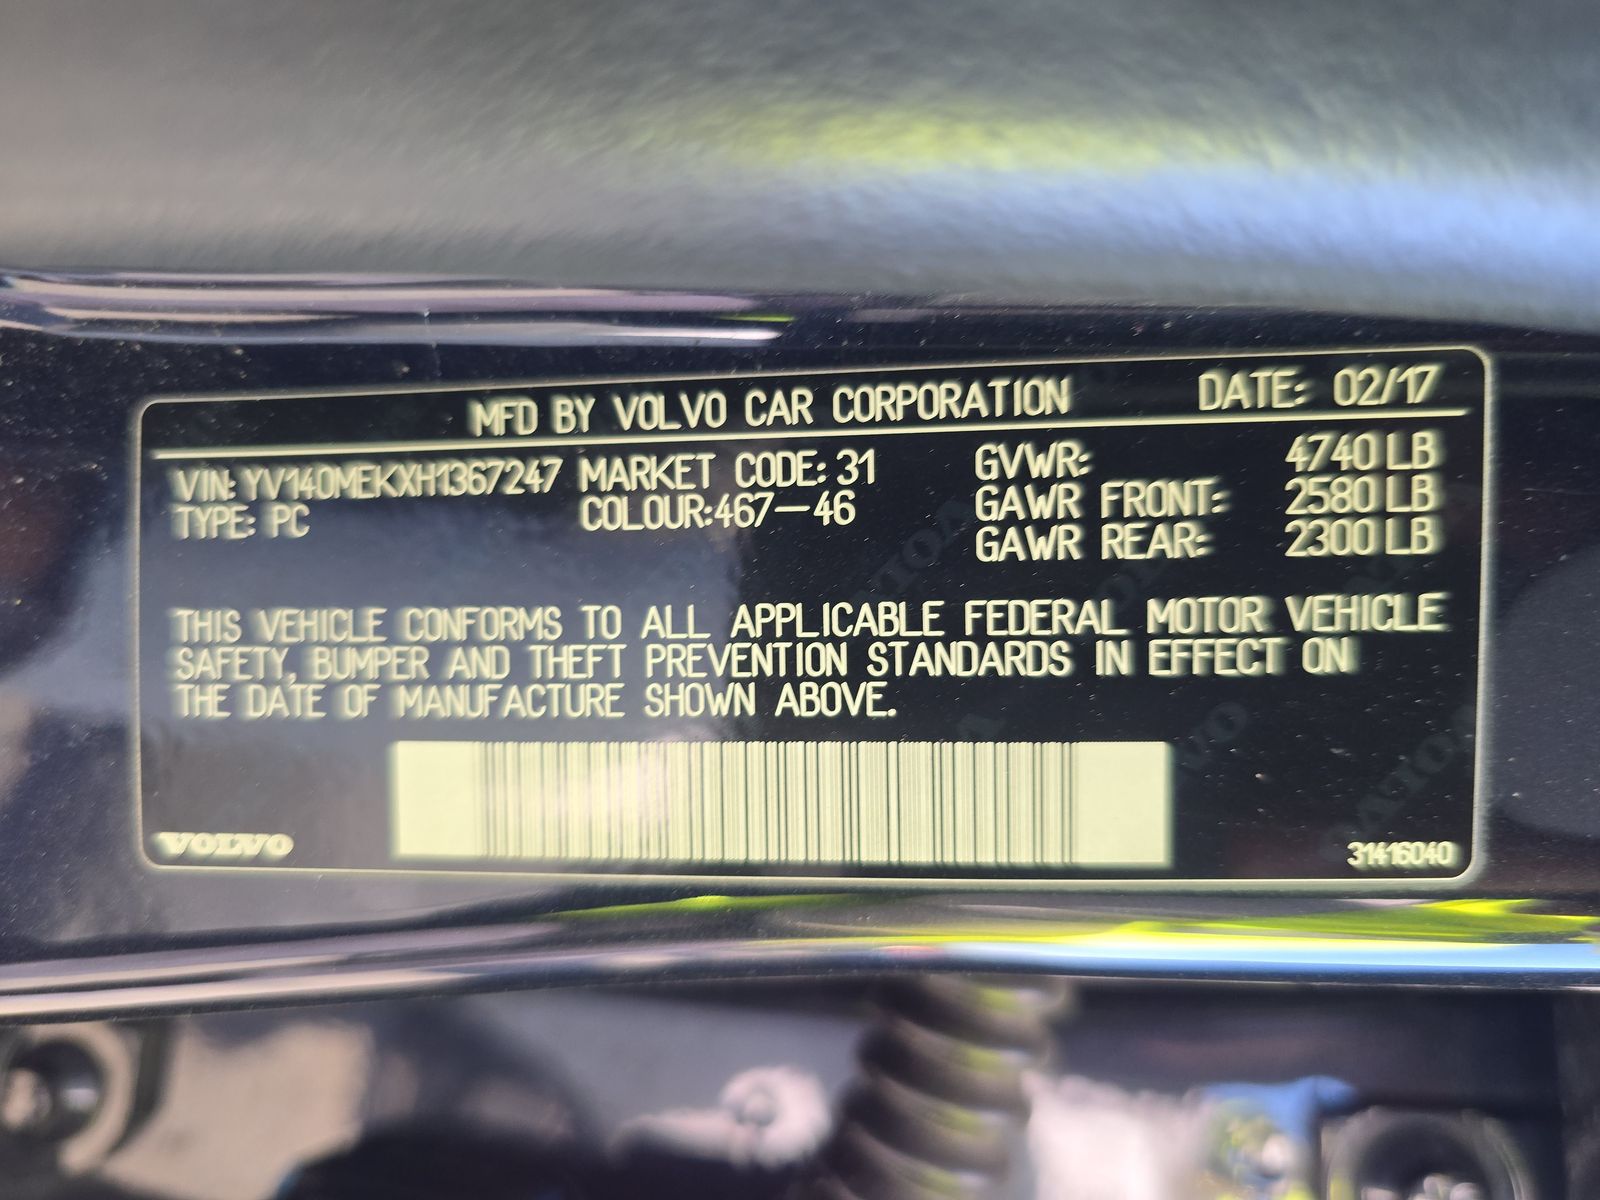 MFD BY VOLVO CAR CORPORATION DATE: 02/17
VIN: YV140MEKXH1367247 MARKET CODE: 31 GVWR: 4740 LB
TYPE: PC COLOUR:467-46 GAWR FRONT: 2580 LB
GAWR REAR: 2300 LB
THIS VEHICLE CONFORMS TO ALL APPLICABLE FEDERAL MOTOR VEHICLE
SAFETY, BUMPER AND THEFT PREVENTION STANDARDS IN EFFECT ON
THE DATE OF MANUFACTURE SHOWN ABOVE.
VOLVO
31416040